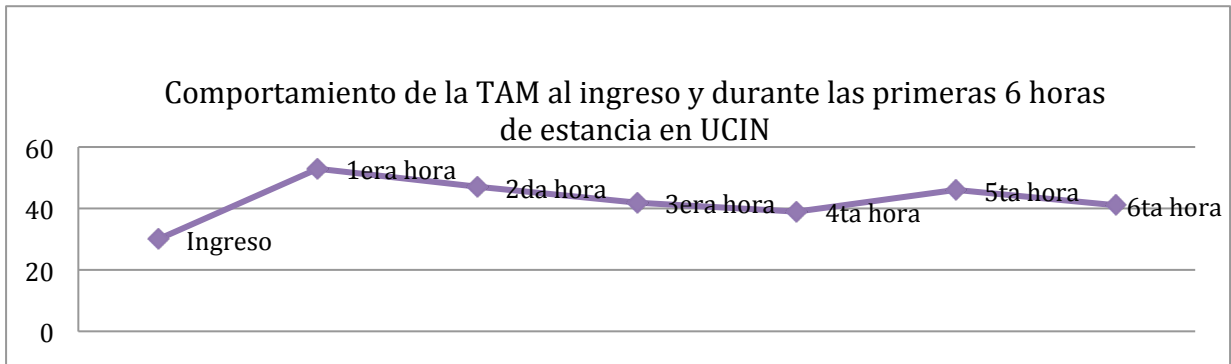 Comportamiento de la TAM al ingreso y durante las primeras 6 horas
de estancia en UCIN
60
1era hora
2da hora
40
3era hora
4ta hora
5ta hora
6ta hora
Ingreso
20
0